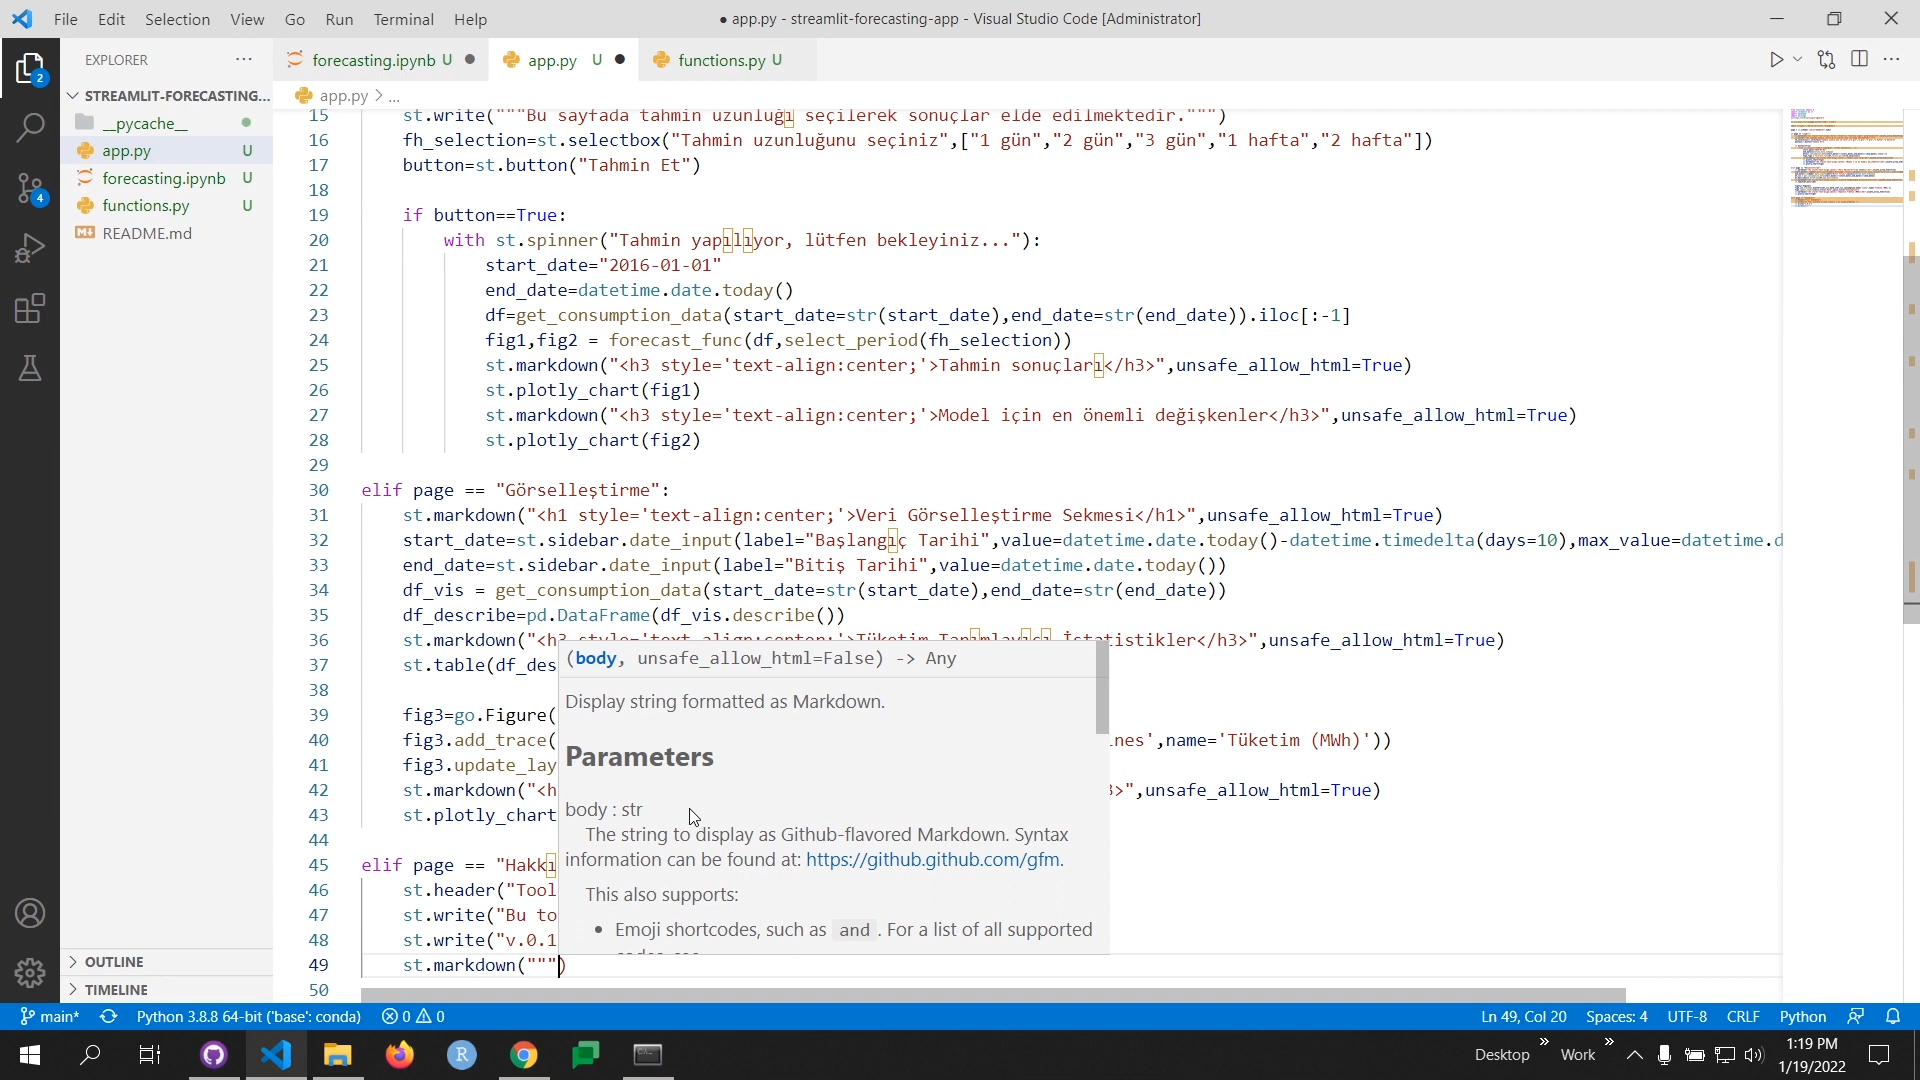 File Edit Selection View Go Run Terminal Help
● app.py - streamlit-forecasting-app - Visual Studio Code [Administrator]
EXPLORER
forecasting.ipynb U
app.py U
functions.py U
2
STREAMLIT-FORECASTING...
app.py > ...
__pycache__
app.py U
forecasting.ipynb U
functions.py U
README.md
4
15 st.write("""Bu sayfada tahmin uzunluğı seçilerek sonuçlar elde edilmektedir.""")
16 fh_selection=st.selectbox("Tahmin uzunluğunu seçiniz",["1 gün","2 gün","3 gün","1 hafta","2 hafta"])
17 button=st.button("Tahmin Et")
18
19 if button==True:
20 with st.spinner("Tahmin yapılıyor, lütfen bekleyiniz..."):
21 start_date="2016-01-01"
22 end_date=datetime.date.today()
23 df=get_consumption_data(start_date=str(start_date),end_date=str(end_date)).iloc[:-1]
24 fig1,fig2 = forecast_func(df,select_period(fh_selection))
25 st.markdown("<h3 style='text-align:center;'>Tahmin sonuçları</h3>",unsafe_allow_html=True)
26 st.plotly_chart(fig1)
27 st.markdown("<h3 style='text-align:center;'>Model için en önemli değişkenler</h3>",unsafe_allow_html=True)
28 st.plotly_chart(fig2)
29
30 elif page == "Görselleştirme":
31 st.markdown("<h1 style='text-align:center;'>Veri Görselleştirme Sekmesi</h1>",unsafe_allow_html=True)
32 start_date=st.sidebar.date_input(label="Başlangıç Tarihi",value=datetime.date.today()-datetime.timedelta(days=10),max_value=datetime.d
33 end_date=st.sidebar.date_input(label="Bitiş Tarihi",value=datetime.date.today())
34 df_vis = get_consumption_data(start_date=str(start_date),end_date=str(end_date))
35 df_describe=pd.DataFrame(df_vis.describe())
36 st.markdown("<h3 style='text-align:center;'>Tüketim Tanımlayıcı İstatistikler</h3>",unsafe_allow_html=True)
37 st.table(df_des
38
39 fig3=go.Figure(
40 fig3.add_trace( nes',name='Tüketim (MWh)'))
41 fig3.update_lay
42 st.markdown("<h 3>",unsafe_allow_html=True)
43 st.plotly_chart
44
45 elif page == "Hakkı
46 st.header("Tool
47 st.write("Bu to
48 st.write("v.0.1
49 st.markdown(""")
50
(body, unsafe_allow_html=False) -> Any
Display string formatted as Markdown.
Parameters
body : str
The string to display as Github-flavored Markdown. Syntax
information can be found at: https://github.github.com/gfm.
This also supports:
• Emoji shortcodes, such as and . For a list of all supported
OUTLINE
TIMELINE
main* Python 3.8.8 64-bit ('base': conda) 0 0
Ln 49, Col 20 Spaces: 4 UTF-8 CRLF Python
Desktop » Work »
1:19 PM
1/19/2022